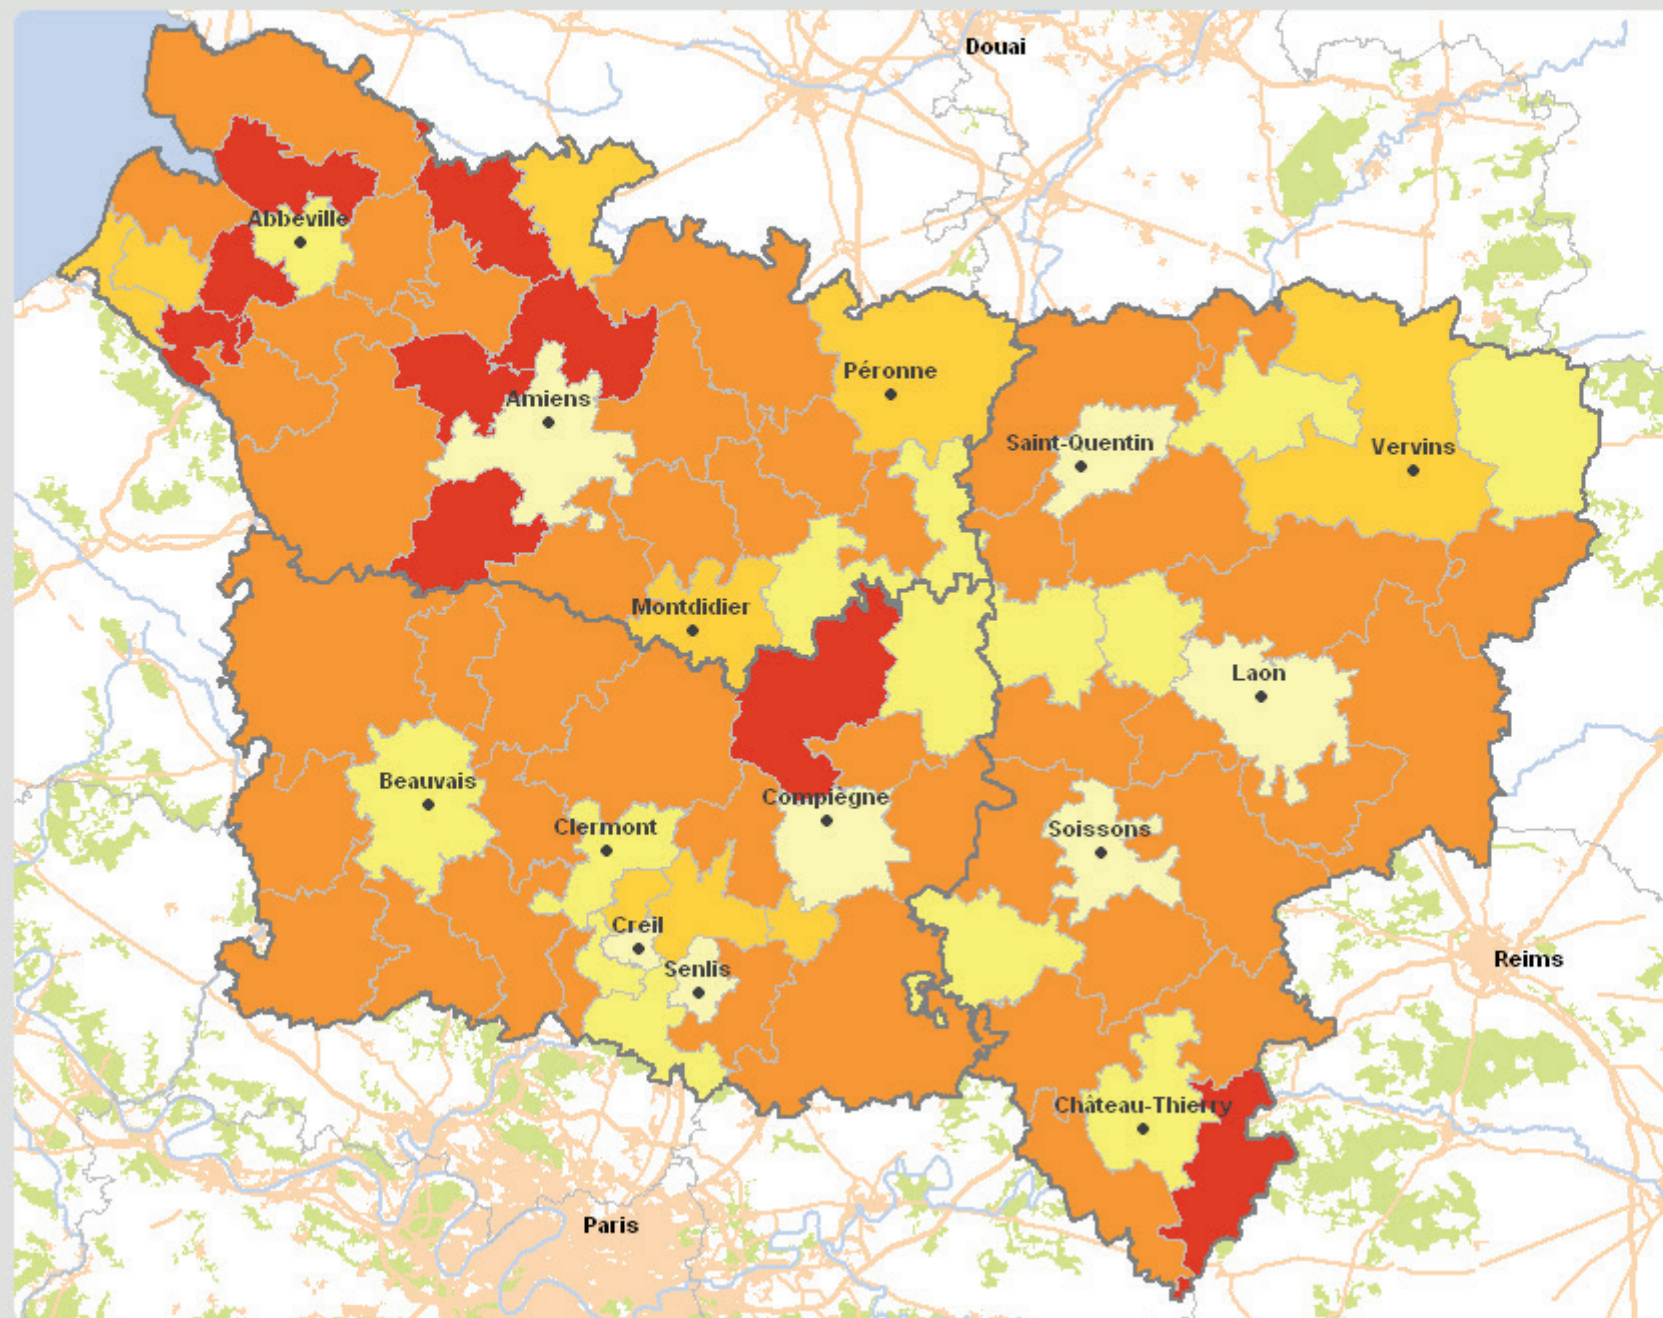 Douai
Abbeville
Péronne
Amiens
Saint-Quentin
Vervins
Montdidier
Laon
Beauvais
Compiègne
Clermont
Soissons
Creil
Senlis
Reims
Château-Thierry
Paris